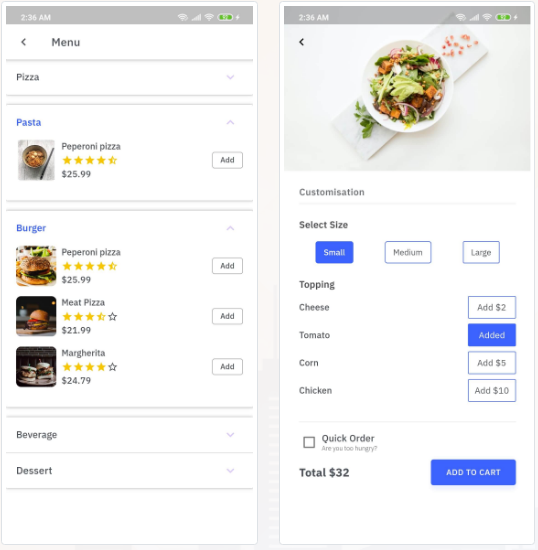 2:36 AM
Menu
Pizza
Pasta
Peperoni pizza
$25.99
Add
Burger
Peperoni pizza
$25.99
Add
Meat Pizza
$21.99
Add
Margherita
$24.79
Add
Beverage
Dessert
2:36 AM
Customisation
Select Size
Small Medium Large
Topping
Cheese Add $2
Tomato Added
Corn Add $5
Chicken Add $10
Quick Order
Are you too hungry?
Total $32 ADD TO CART